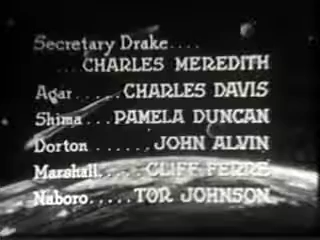 Secretary Drake....
...CHARLES MEREDITH
Agar.....CHARLES DAVIS
Shima...PAMELA DUNCAN
Dorton ......JOHN ALVIN
Marshall.....CLIFF FERRE
Naboro.....TOR JOHNSON